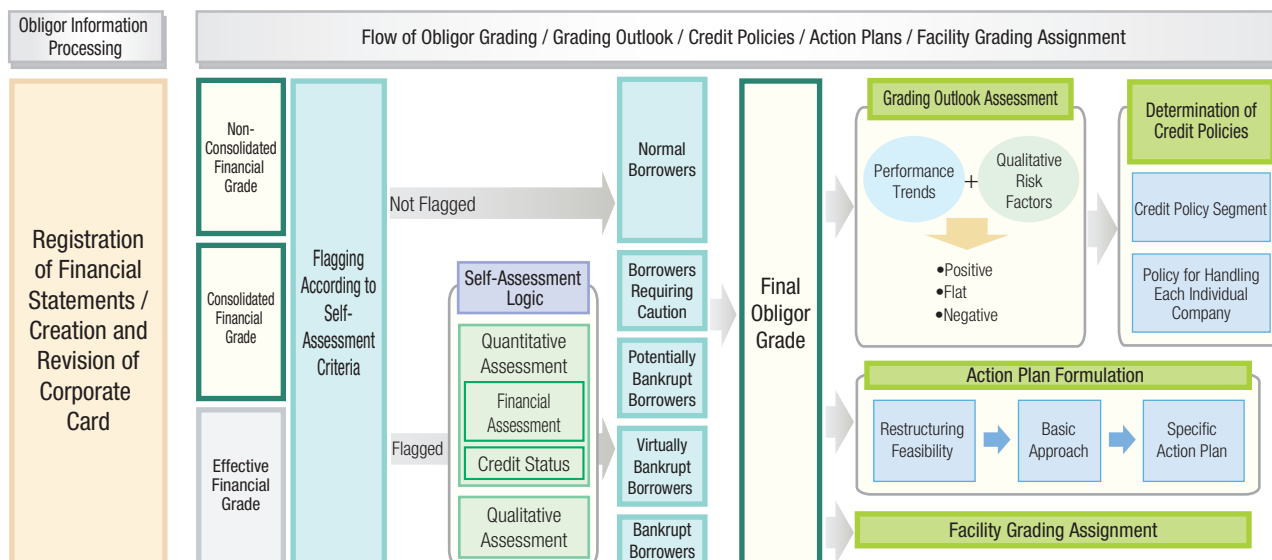 Obligor Information
Processing
Flow of Obligor Grading / Grading Outlook / Credit Policies / Action Plans / Facility Grading Assignment
Registration
of Financial
Statements /
Creation and
Revision of
Corporate
Card
Non-
Consolidated
Financial
Grade
Consolidated
Financial
Grade
Effective
Financial
Grade
Flagging
According to
Self-
Assessment
Criteria
Not Flagged
Flagged
Self-Assessment
Logic
Quantitative
Assessment
Financial
Assessment
Credit Status
Qualitative
Assessment
Normal
Borrowers
Borrowers
Requiring
Caution
Potentially
Bankrupt
Borrowers
Virtually
Bankrupt
Borrowers
Bankrupt
Borrowers
Final
Obligor
Grade
Grading Outlook Assessment
Performance
Trends
+
Qualitative
Risk
Factors
•Positive
•Flat
•Negative
Determination of
Credit Policies
Credit Policy Segment
Policy for Handling
Each Individual
Company
Action Plan Formulation
Restructuring
Feasibility
Basic
Approach
Specific
Action Plan
Facility Grading Assignment